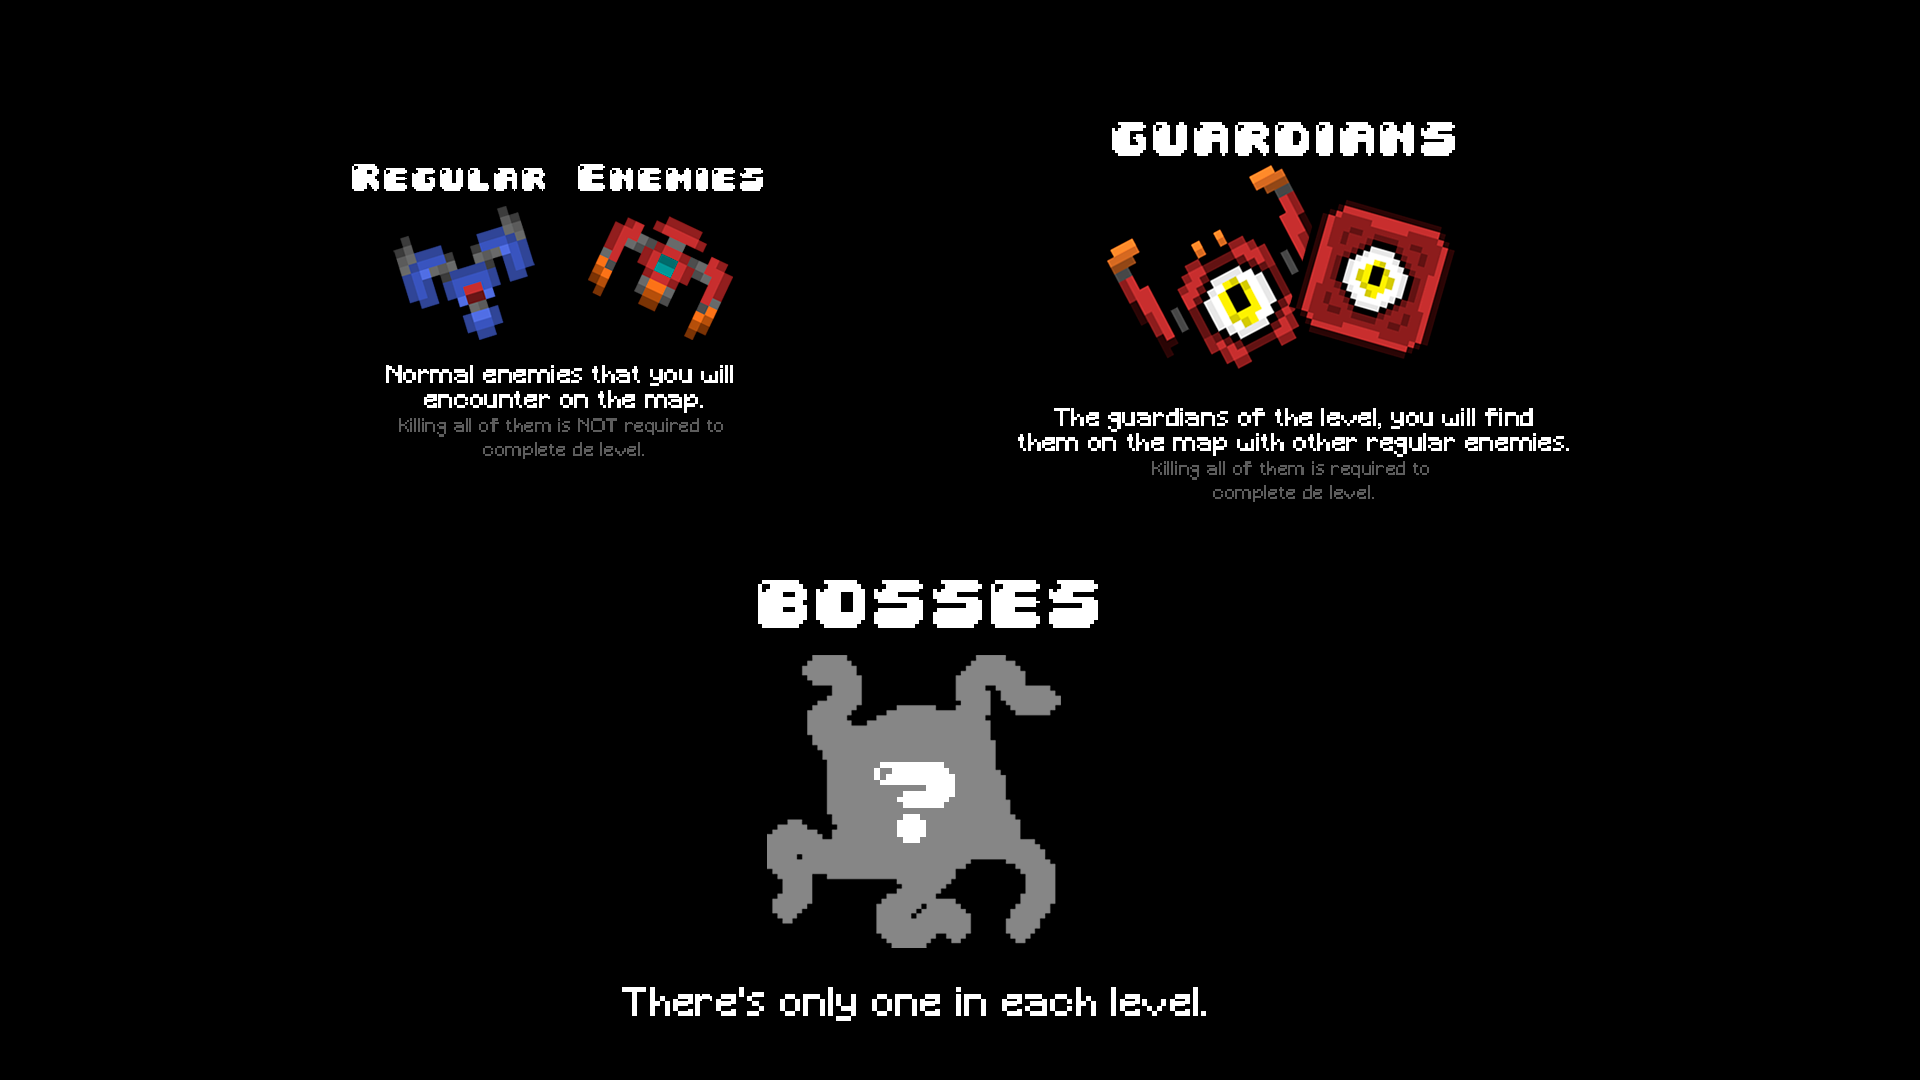 Regular Enemies
Normal enemies that you will
encounter on the map.
Killing all of them is NOT required to
complete de level.
GUARDIANS
The guardians of the level, you will find
them on the map with other regular enemies.
Killing all of them is required to
complete de level.
BOSSES
?
There's only one in each level.